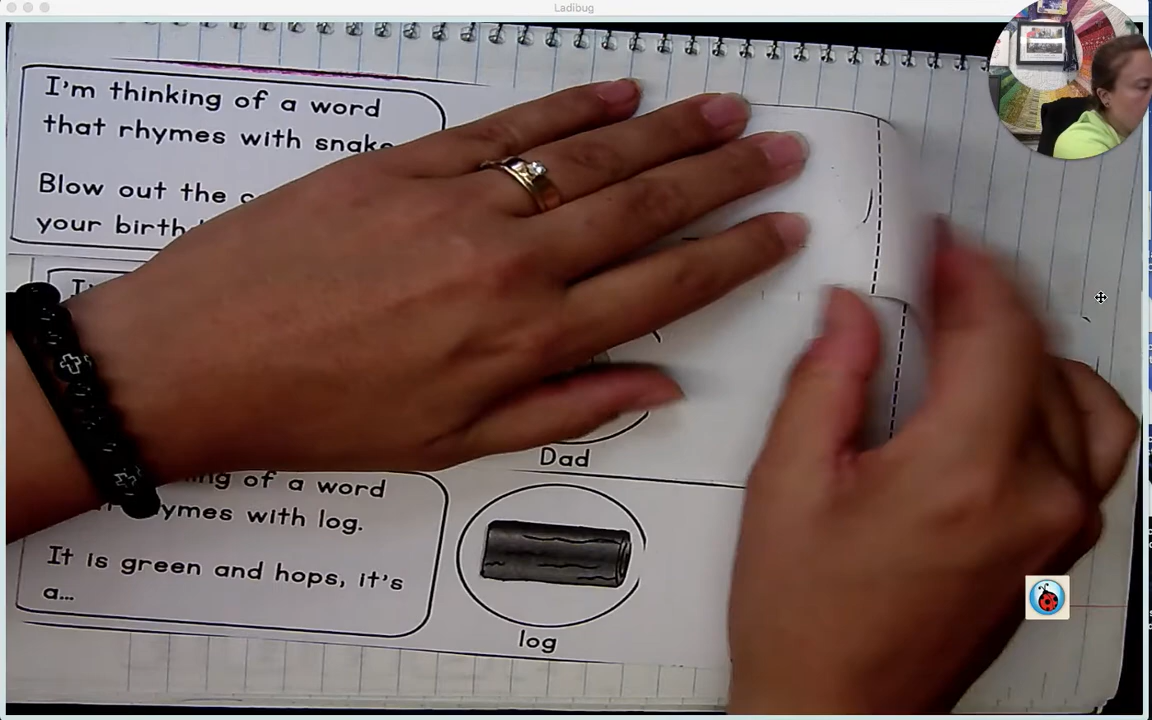 Ladibug
I'm thinking of a word
that rhymes with snake
Blow out the
your birth
Dad
of a word
with log.
It is green and hops, it's
a...
log